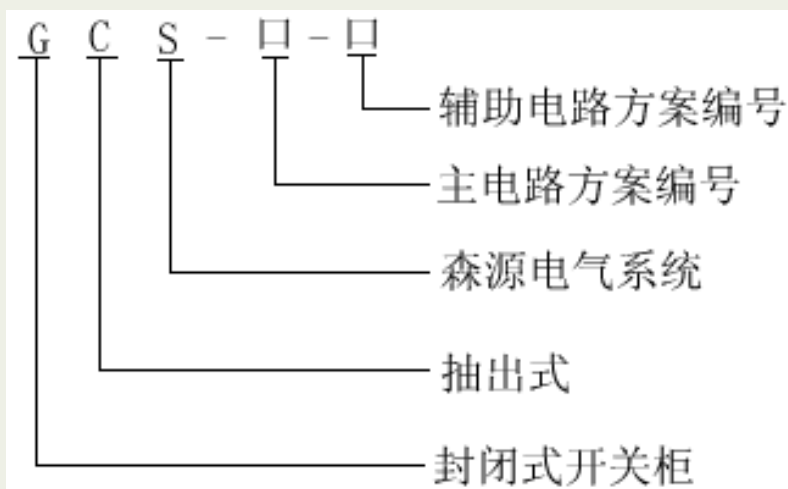 G C S - 口 - 口
辅助电路方案编号
主电路方案编号
森源电气系统
抽出式
封闭式开关柜